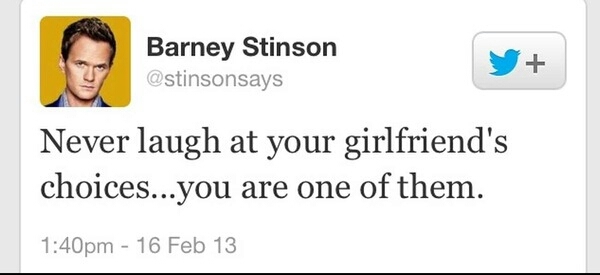 Barney Stinson
@stinsonsays
+
Never laugh at your girlfriend's
choices...you are one of them.
1:40pm - 16 Feb 13